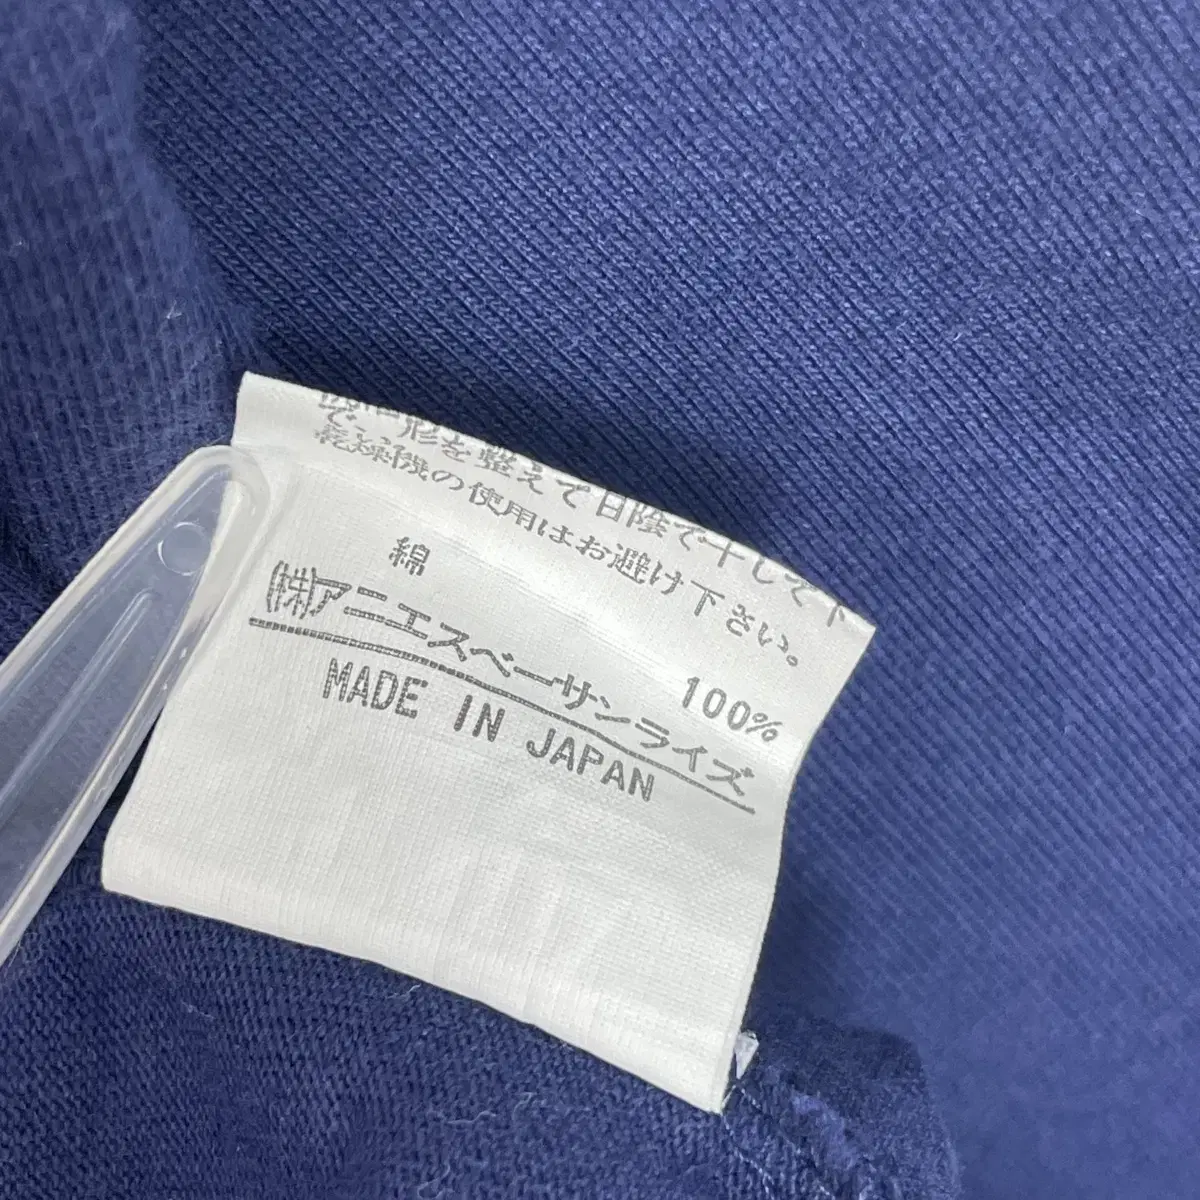 形を整えて日陰で干して下
乾燥機の使用はお避け下さい。
綿 100%
(株)アニエスベーサンライズ
MADE IN JAPAN